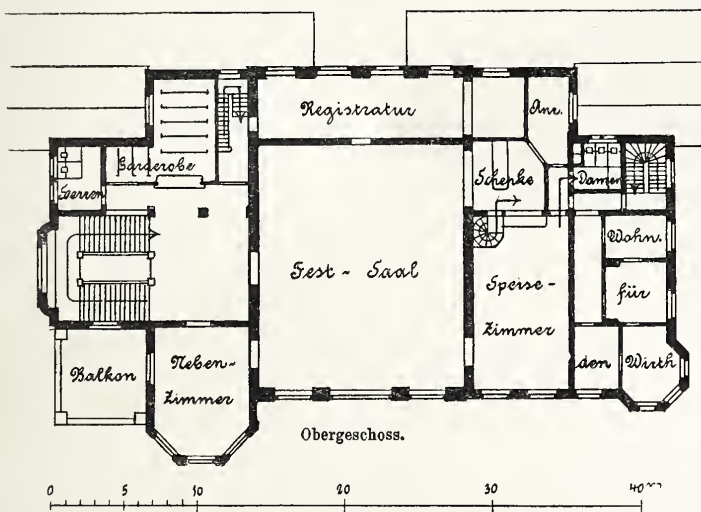 Registratur
Anr.
Garderobe
Herren
Schenke
Damen
Fest - Saal
Speise-
Zimmer
Wohn.
für
den Wirth
Balkon
Neben-
Zimmer
Obergeschoss.
0 5 10 20 30 40 m